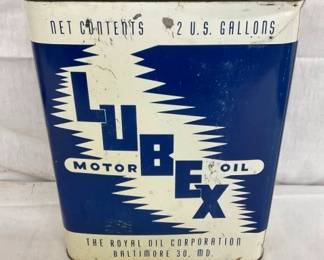 NET CONTENTS 2 U.S. GALLONS
LUBEX
MOTOR OIL
THE ROYAL OIL CORPORATION
BALTIMORE 30, MD.